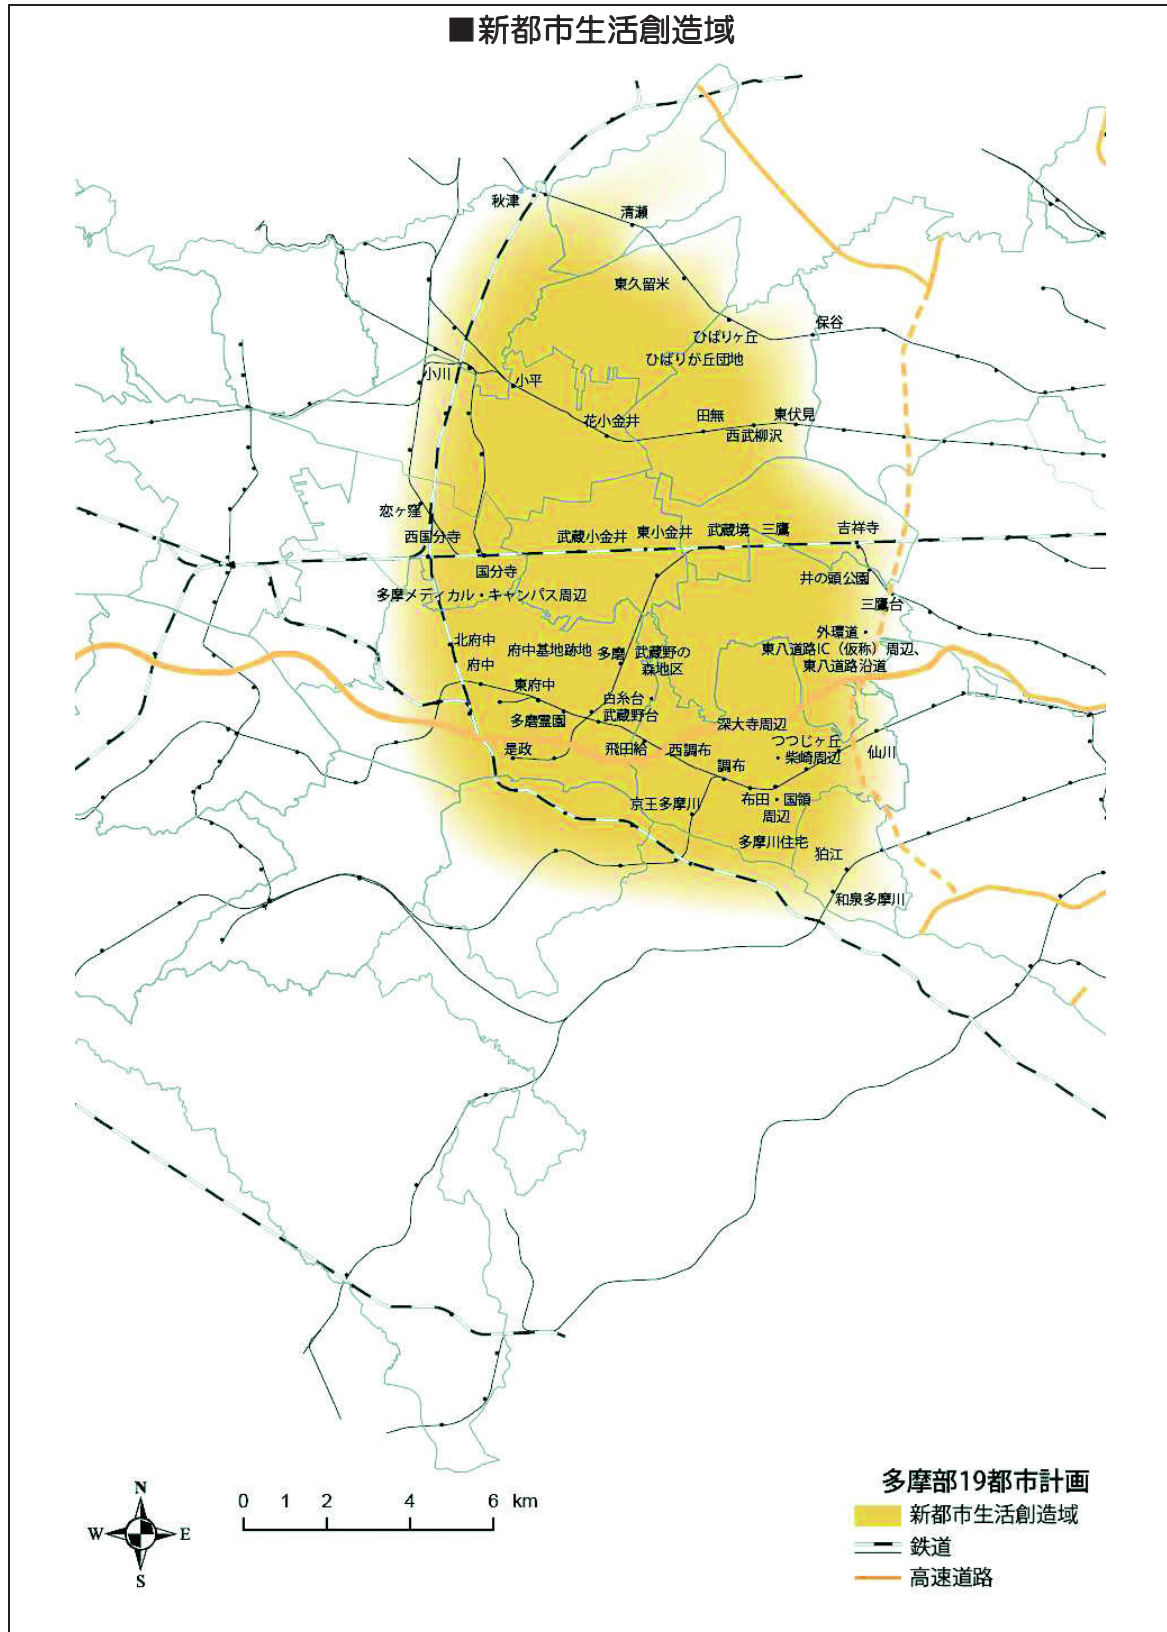 ■新都市生活創造域
秋津
清瀬
東久留米
ひばりヶ丘
保谷
ひばりが丘団地
小川
小平
花小金井
田無
東伏見
西武柳沢
恋ヶ窪
西国分寺
武蔵小金井
東小金井
武蔵境
三鷹
吉祥寺
国分寺
井の頭公園
多摩メディカル・キャンパス周辺
三鷹台
外環道・
東八道路IC（仮称）周辺、
東八道路沿道
北府中
府中基地跡地
多磨
武蔵野の
森地区
府中
東府中
白糸台・
武蔵野台
多磨霊園
深大寺周辺
是政
飛田給
西調布
つつじヶ丘
・柴崎周辺
仙川
調布
京王多摩川
布田・国領
周辺
多摩川住宅
狛江
和泉多摩川
N
W
E
S
0 1 2 4 6 km
多摩部19都市計画
新都市生活創造域
鉄道
高速道路